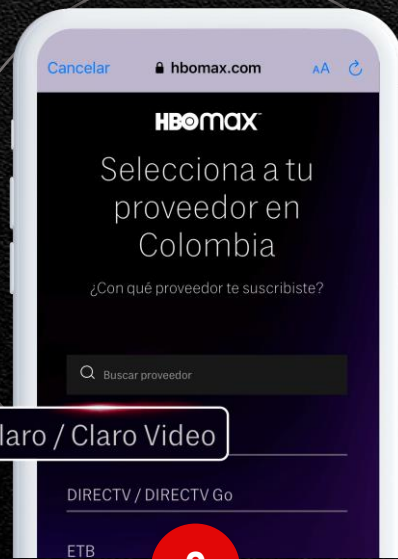 Cancelar hbomax.com AA
HBOMAX
Selecciona a tu
proveedor en
Colombia
¿Con qué proveedor te suscribiste?
Buscar proveedor
laro / Claro Video
DIRECTV / DIRECTV Go
ETB